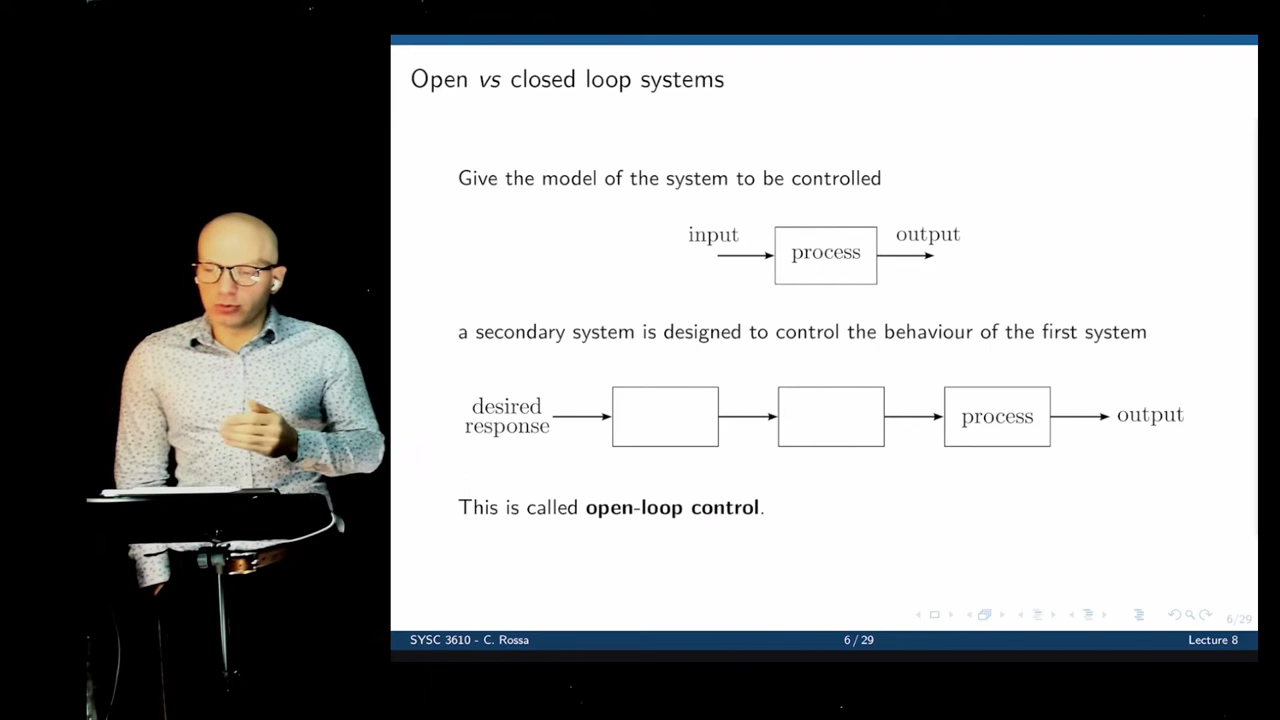 Open vs closed loop systems
Give the model of the system to be controlled
input
process
output
a secondary system is designed to control the behaviour of the first system
desired
response
process
output
This is called open-loop control.
6/29
SYSC 3610 - C. Rossa
6 / 29
Lecture 8